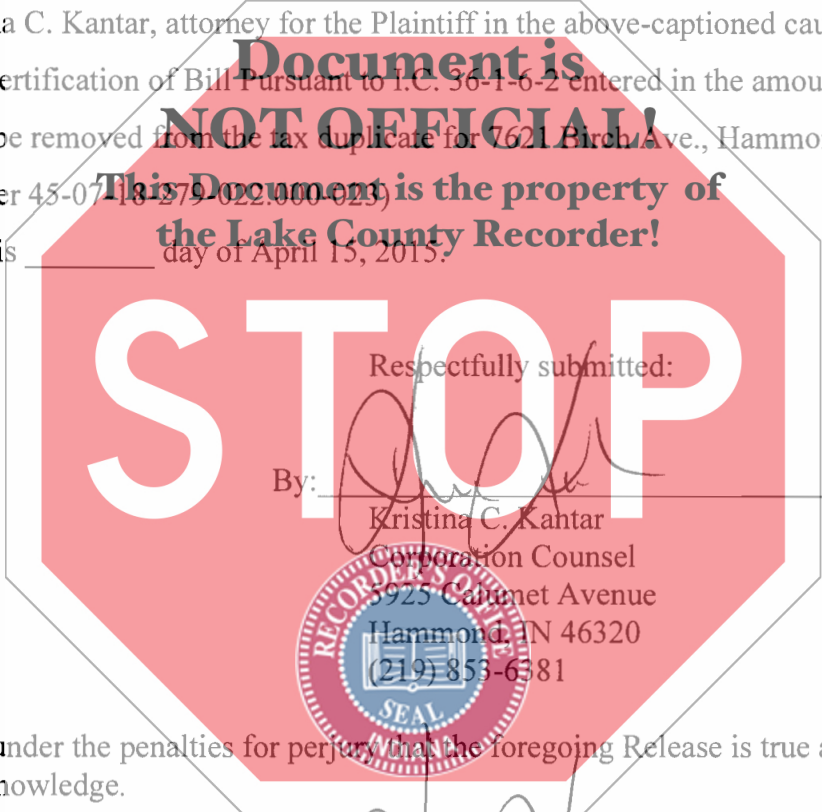 a C. Kantar, attorney for the Plaintiff in the above-captioned cau
Document is
ertification of Bill Pursuant to I.C. 36-1-6-2 entered in the amou
NOT OFFICIAL!
be removed from the tax duplicate for 7621 Birch Ave., Hammo
This Document is the property of
er 45-07-18-279-022.000-023)
the Lake County Recorder!
is ________ day of April 15, 2015.
STOP
Respectfully submitted:
By:
Kristina C. Kantar
Corporation Counsel
5925 Calumet Avenue
Hammond, IN 46320
(219) 853-6381
RECORDER'S OFFICE
SEAL
INDIANA
under the penalties for perjury that the foregoing Release is true a
nowledge.